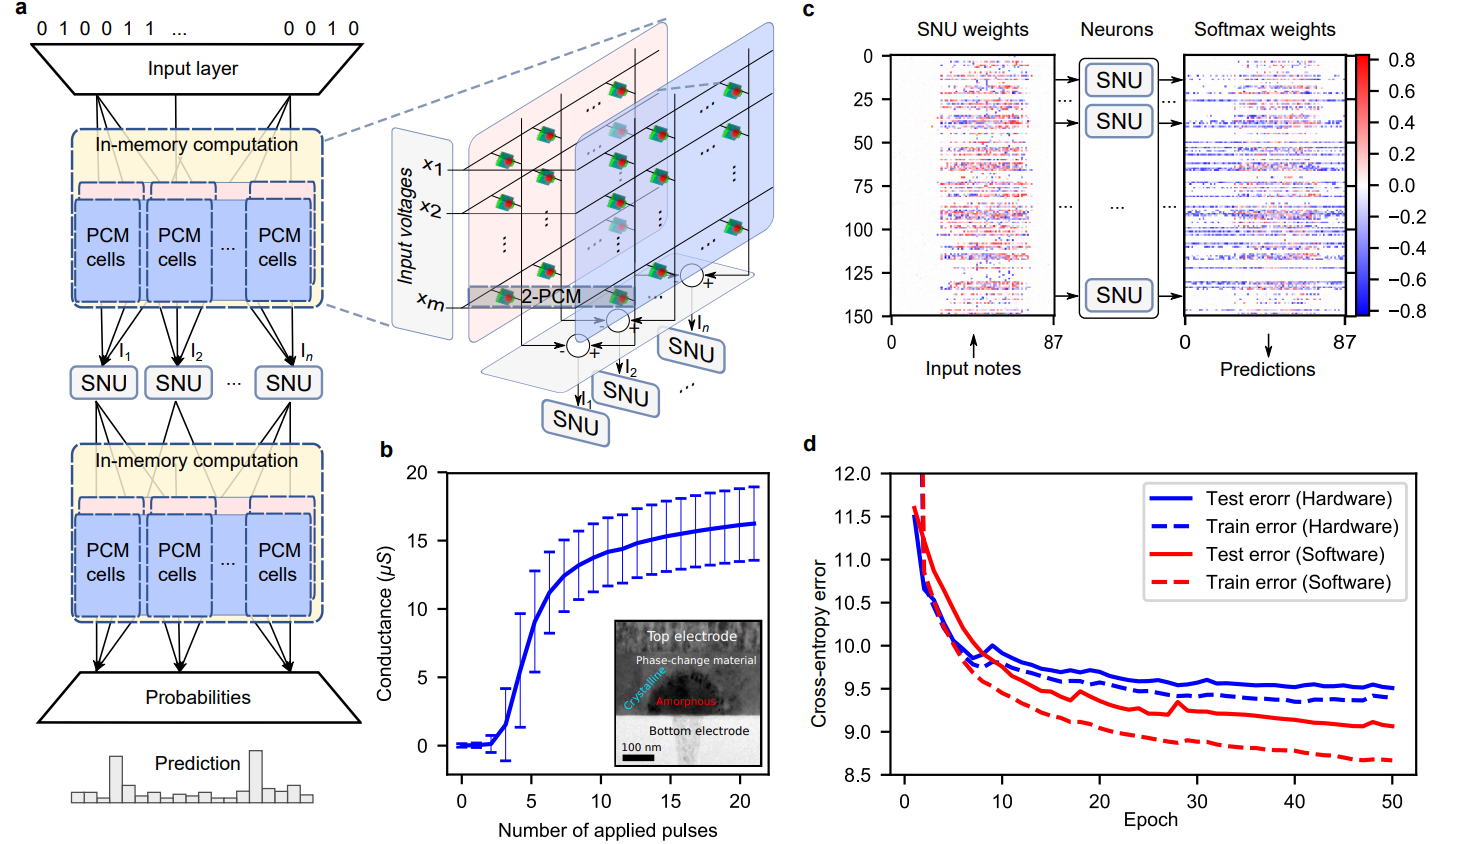 a
0 1 0 0 1 1 ... 0 0 1 0
Input layer
In-memory computation
PCM cells
PCM cells
...
PCM cells
I1
I2
In
SNU
SNU
...
SNU
In-memory computation
PCM cells
PCM cells
...
PCM cells
Probabilities
Prediction
Input voltages
x1
x2
xm
...
...
...
...
...
...
...
...
2-PCM
...
-
+
-
+
+
I1
I2
In
SNU
SNU
SNU
...
b
20
15
10
5
0
Conductance (µS)
0
5
10
15
20
Number of applied pulses
Top electrode
Phase-change material
Crystalline
Amorphous
Bottom electrode
100 nm
c
SNU weights
Neurons
Softmax weights
0
25
50
75
100
125
150
0
87
Input notes
SNU
...
...
SNU
...
...
...
SNU
0
87
Predictions
0.8
0.6
0.4
0.2
0.0
−0.2
−0.4
−0.6
−0.8
d
12.0
11.5
11.0
10.5
10.0
9.5
9.0
8.5
Cross-entropy error
0
10
20
30
40
50
Epoch
Test erorr (Hardware)
Train error (Hardware)
Test error (Software)
Train error (Software)